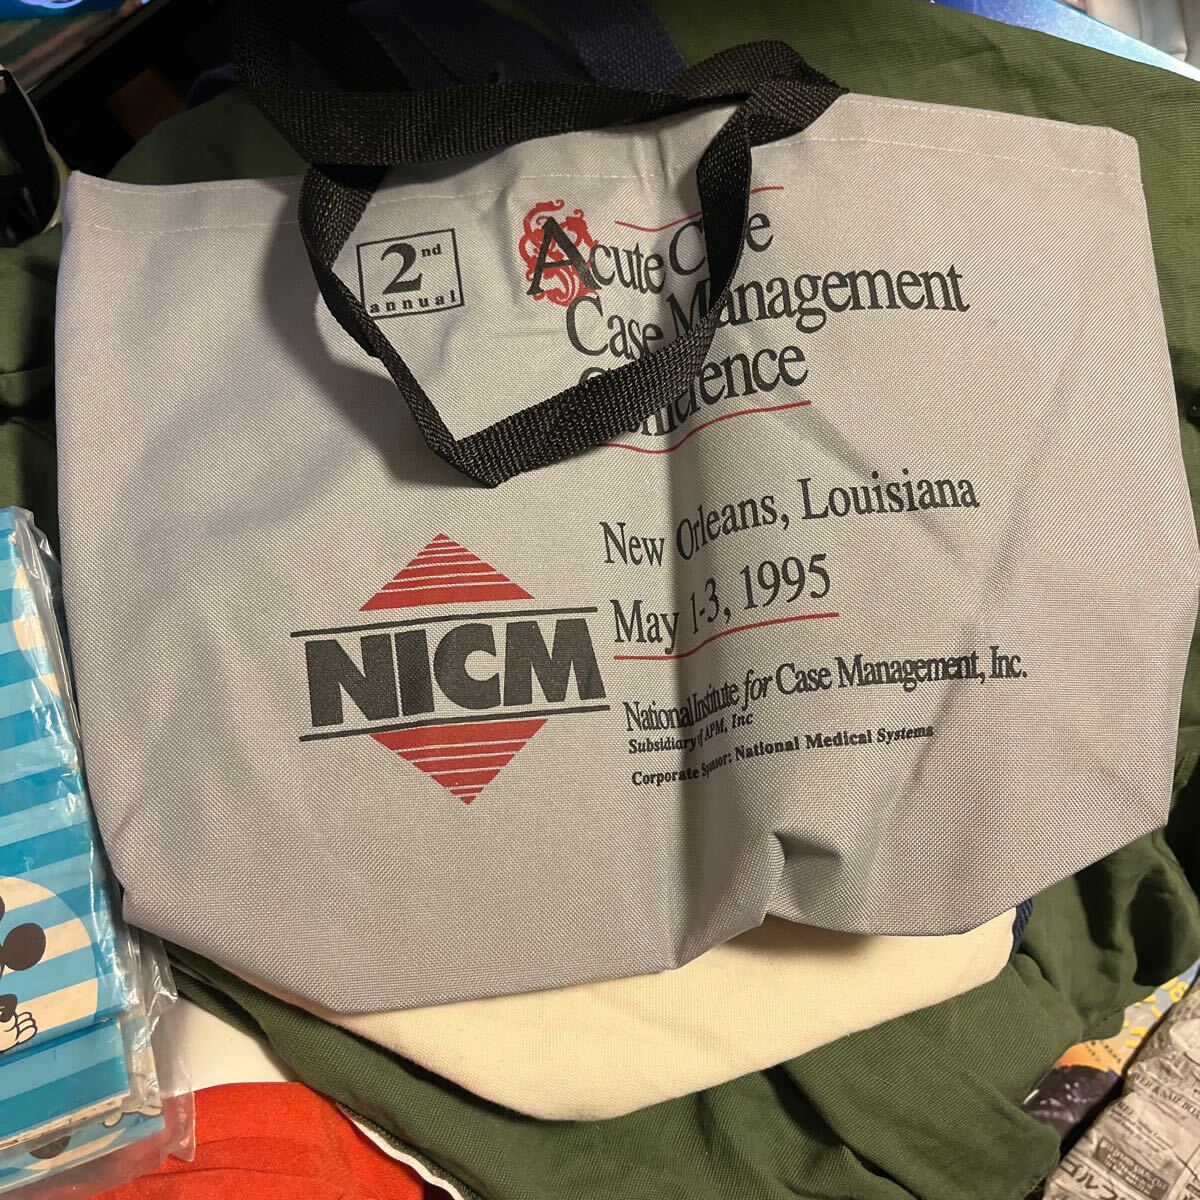 2nd
annual
Acute Care
Case Management
Conference
New Orleans, Louisiana
May 1-3, 1995
NICM
National Institute for Case Management, Inc.
Subsidiary of APM, Inc
Corporate Sponsor: National Medical Systems